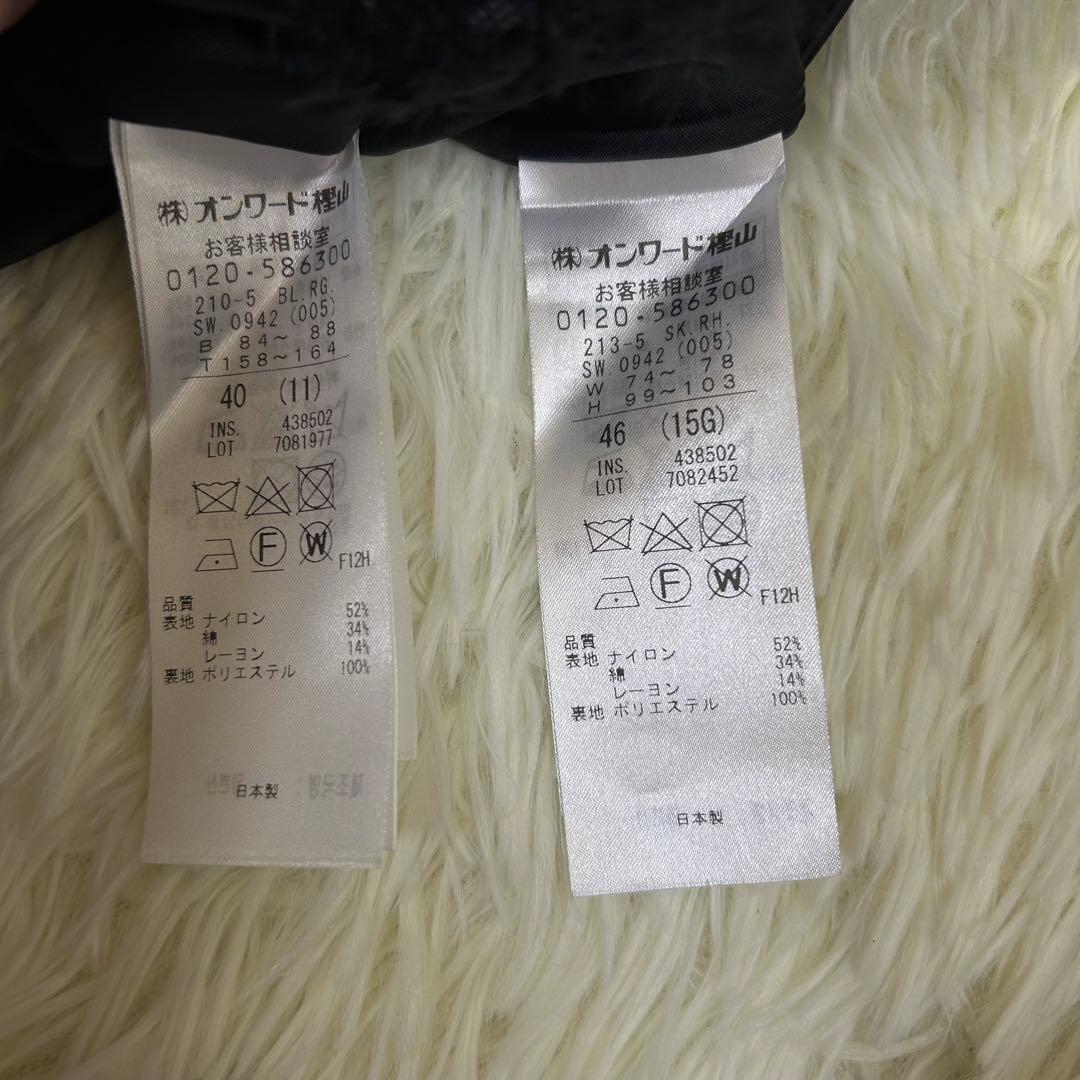 ㈱オンワード樫山
お客様相談室
0120-586300
210-5 BL.RG.
SW.0942 (005)
B 84～ 88
T 158～164
40 (11)
INS. 438502
LOT 7081977
F
W
F12H
品質
表地 ナイロン 52%
綿 34%
レーヨン 14%
裏地 ポリエステル 100%
日本製
㈱オンワード樫山
お客様相談室
0120-586300
213-5 SK.RH.
SW.0942 (005)
W 74～ 78
H 99～103
46 (15G)
INS. 438502
LOT 7082452
F
W
F12H
品質
表地 ナイロン 52%
綿 34%
レーヨン 14%
裏地 ポリエステル 100%
日本製